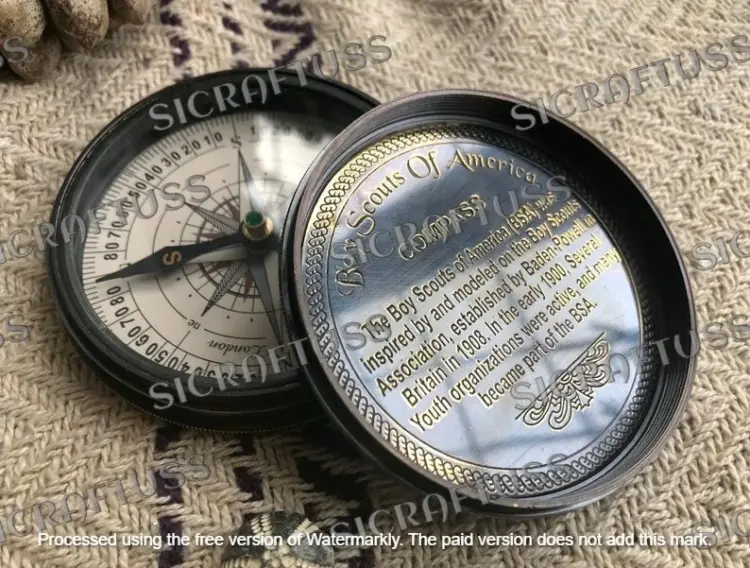 Boy Scouts Of America
COMPASS
The Boy Scouts of America (BSA), was
inspired by and modeled on the Boy Scouts
Association, established by Baden-Powell in
Britain in 1908. In the early 1900, Several
Youth organizations were active and many
became part of the BSA.
S
London
SICRAFTUSS
Processed using the free version of Watermarkly. The paid version does not add this mark.